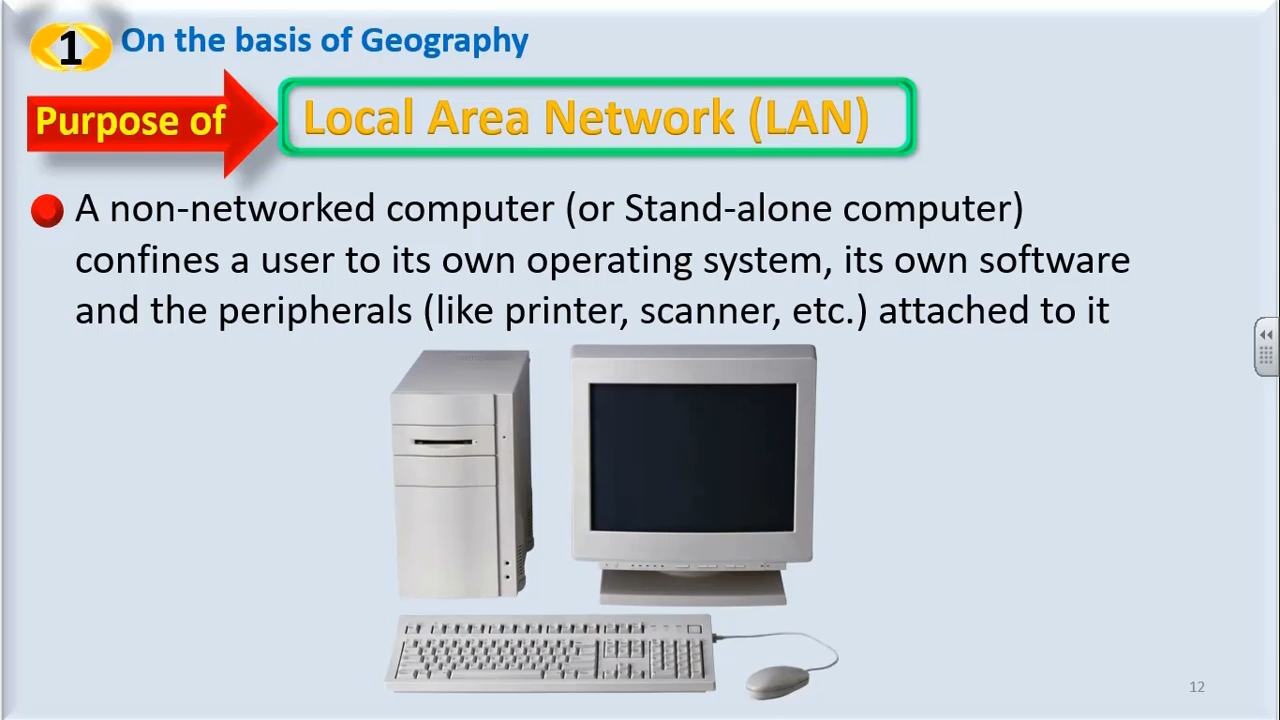 1 On the basis of Geography
Purpose of Local Area Network (LAN)
A non-networked computer (or Stand-alone computer)
confines a user to its own operating system, its own software
and the peripherals (like printer, scanner, etc.) attached to it
12